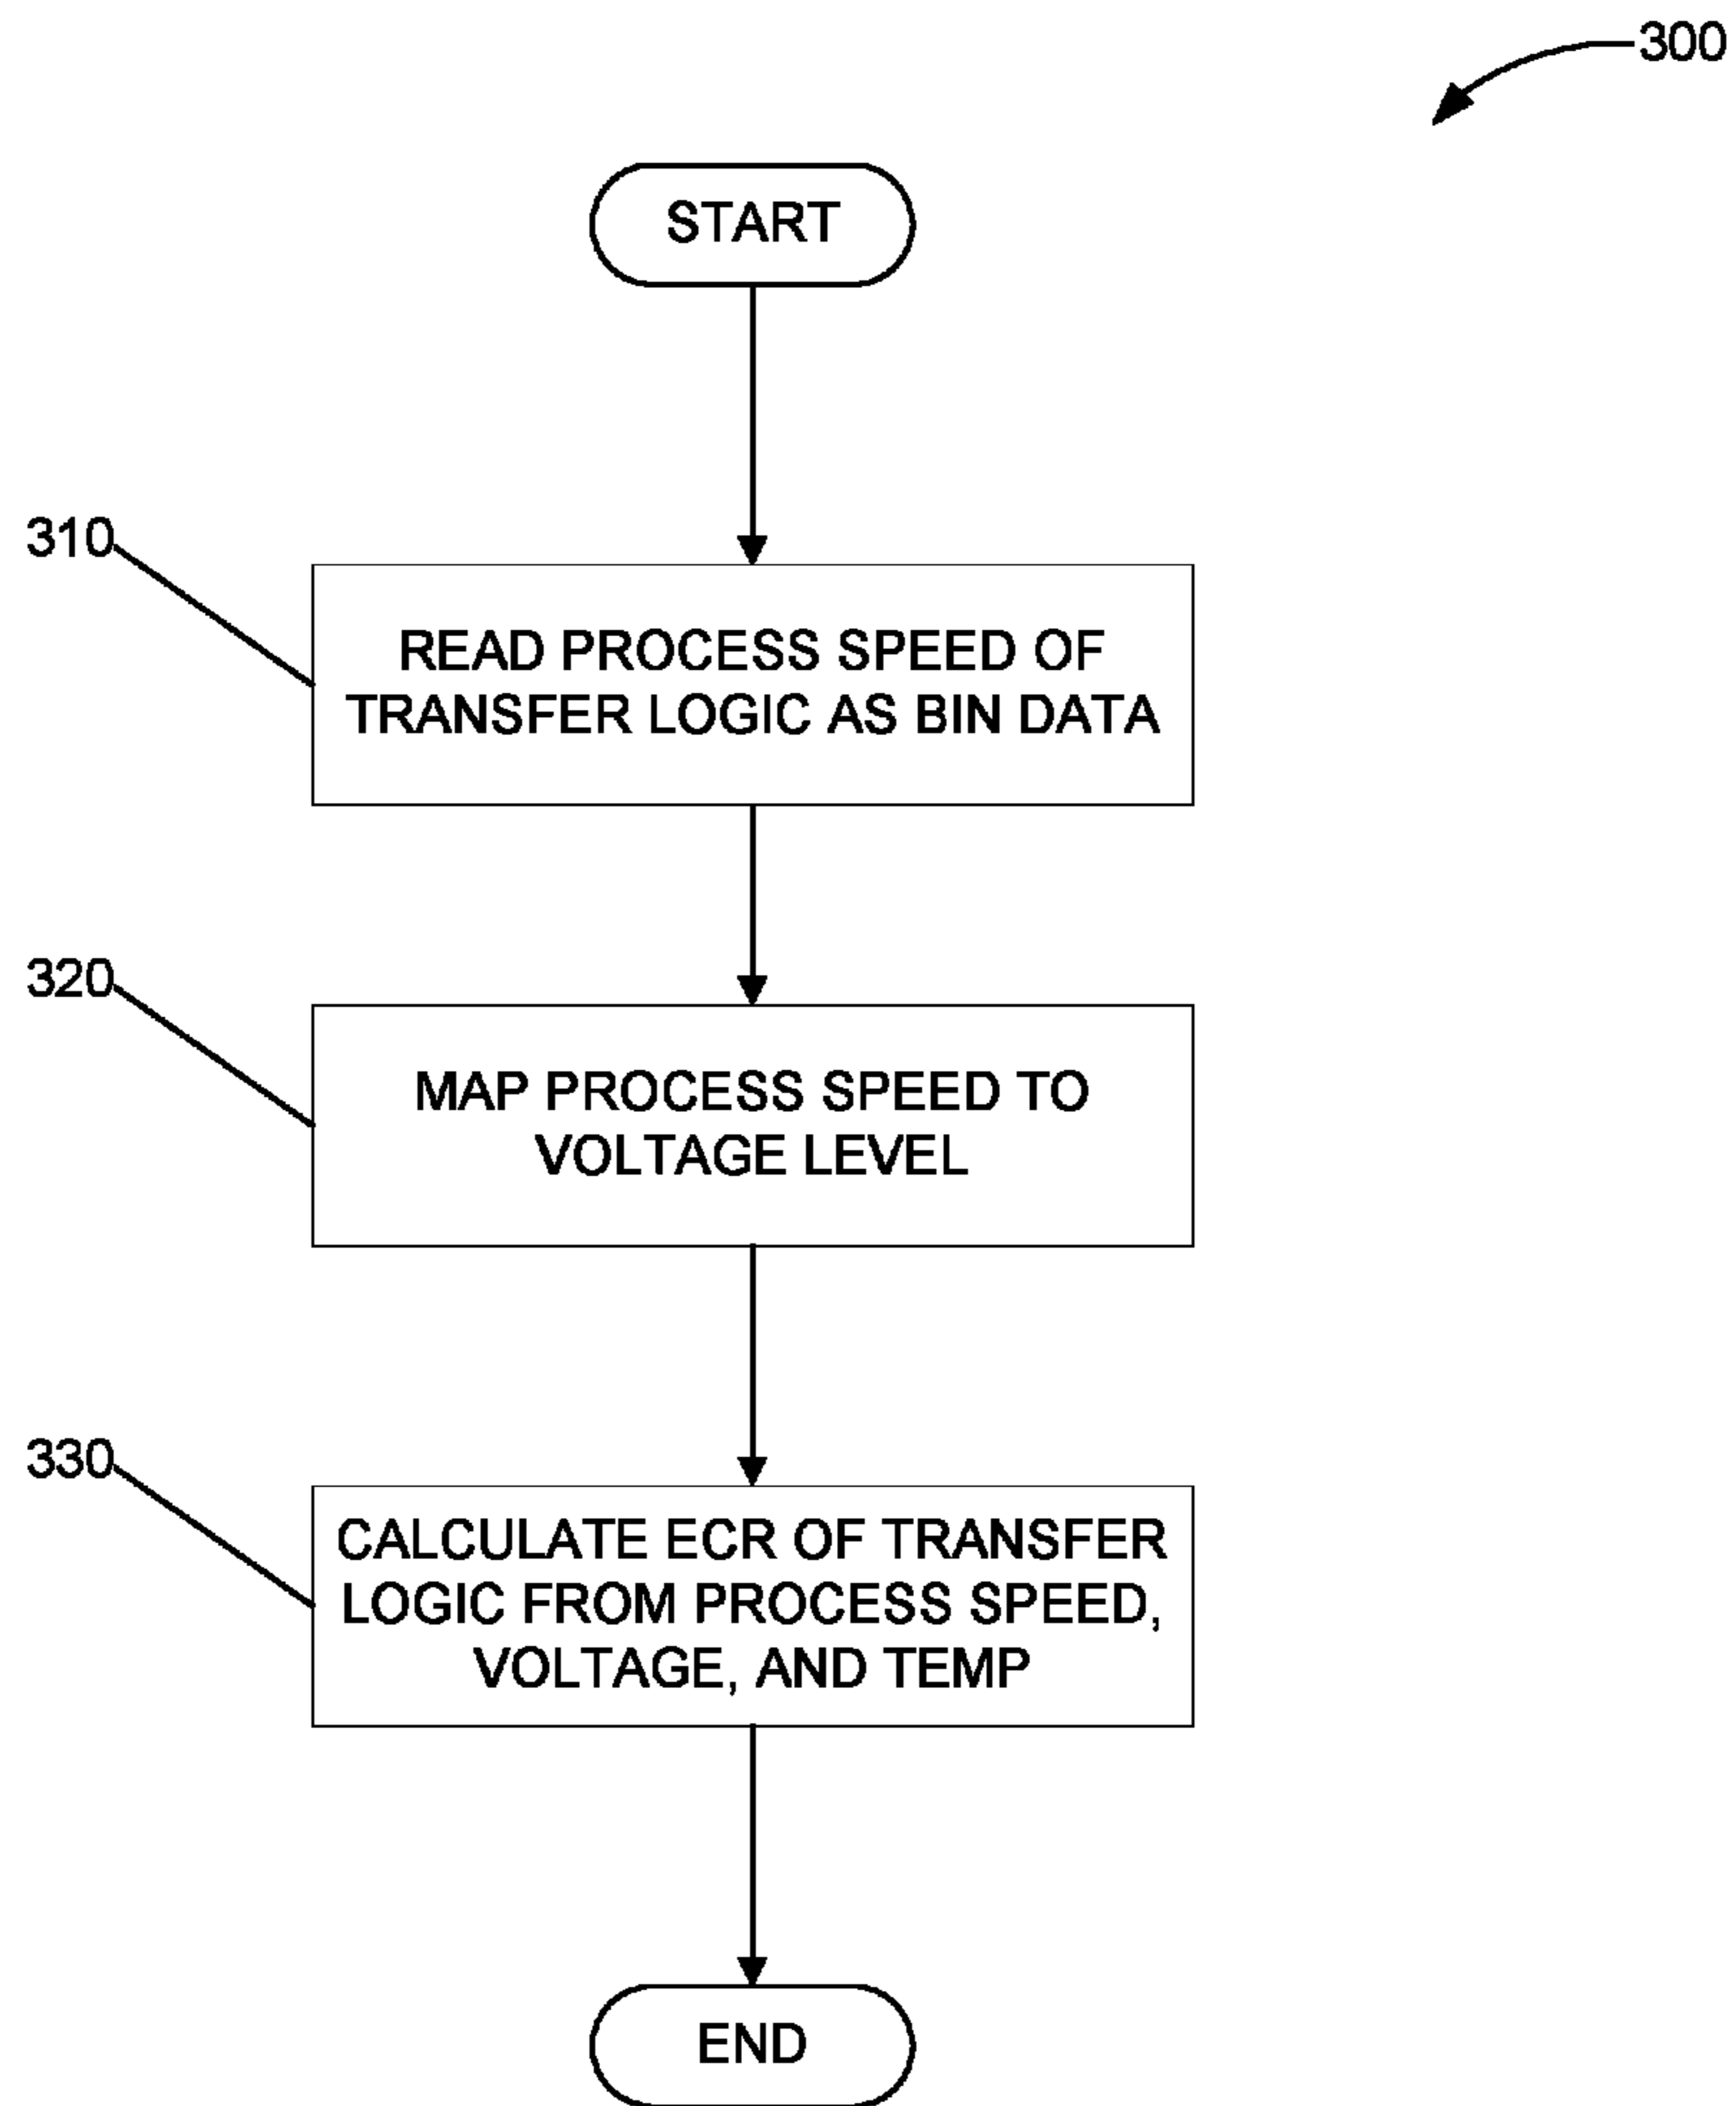 300
START
310
READ PROCESS SPEED OF
TRANSFER LOGIC AS BIN DATA
320
MAP PROCESS SPEED TO
VOLTAGE LEVEL
330
CALCULATE ECR OF TRANSFER
LOGIC FROM PROCESS SPEED,
VOLTAGE, AND TEMP
END